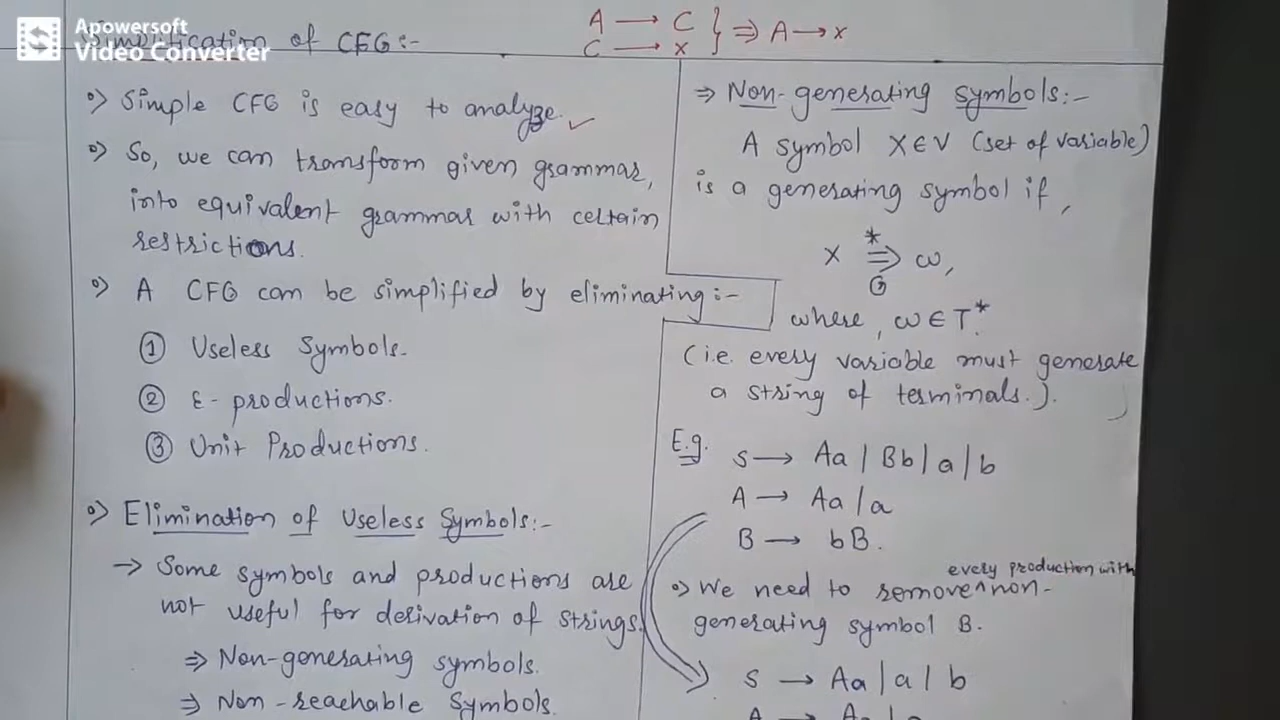 Apowersoft
Video Converter
Simplification of CFG:-
A → C
C → x } ⇒ A → x
o) Simple CFG is easy to analyze. ✓
o) So, we can transform given grammar,
into equivalent grammar with certain
restrictions.
o) A CFG can be simplified by eliminating:-
① Useless Symbols.
② ε- productions.
③ Unit Productions.
o) Elimination of Useless Symbols:-
→ Some symbols and productions are
not useful for derivation of strings.
⇒ Non-generating symbols.
⇒ Non-reachable Symbols.
⇒ Non-generating symbols:-
A symbol X∈V (set of variable)
is a generating symbol if,
*
X ⇒ ω,
G
where, ω∈T*.
(i.e. every variable must generate
a string of terminals.).
E.g. S → Aa | Bb | a | b
A → Aa | a
B → bB.
every production with
o) We need to remove ^ non-
generating symbol B.
S → Aa | a | b
A → Aa | a